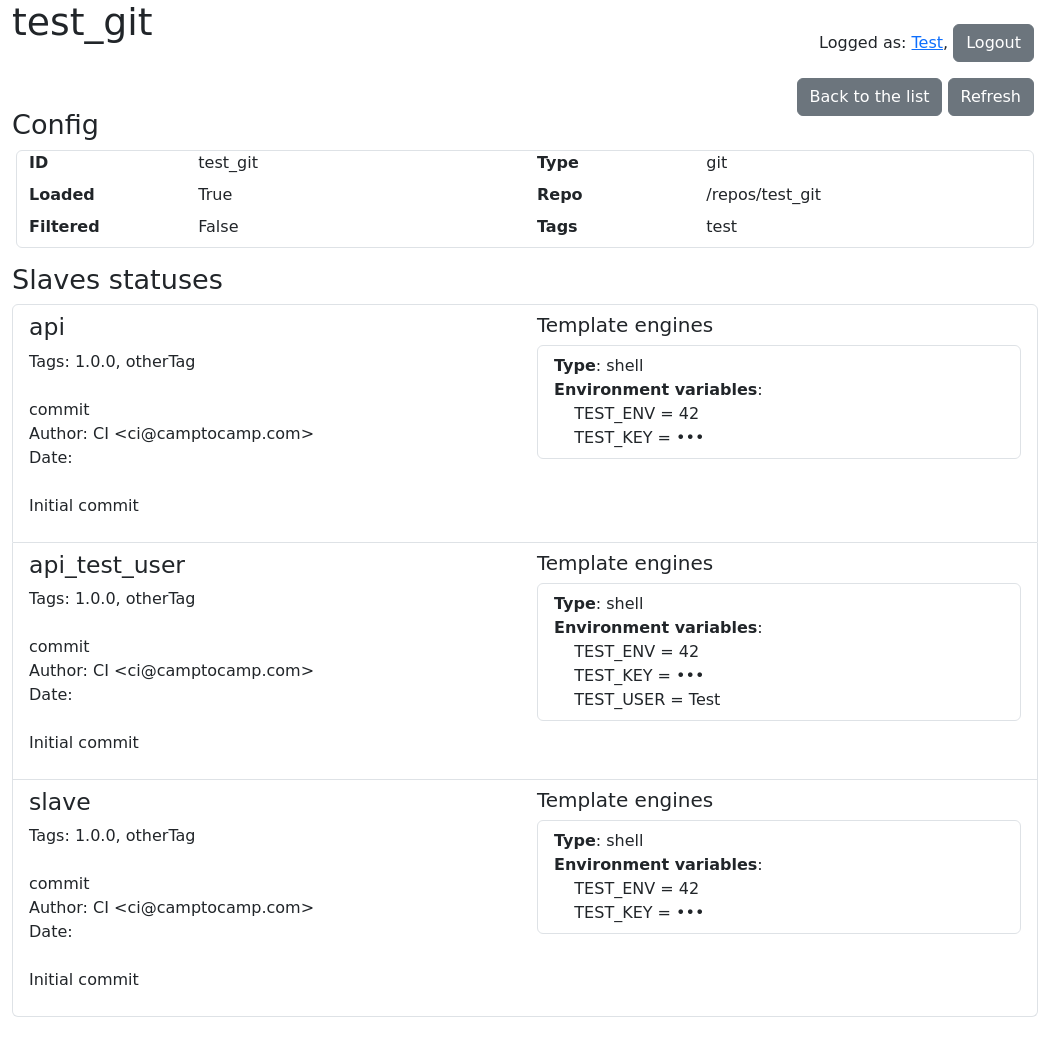 test_git
Logged as: Test, Logout
Back to the list Refresh
Config
ID test_git Type git
Loaded True Repo /repos/test_git
Filtered False Tags test
Slaves statuses
api
Tags: 1.0.0, otherTag
commit
Author: CI <ci@camptocamp.com>
Date:
Initial commit
Template engines
Type: shell
Environment variables:
TEST_ENV = 42
TEST_KEY = •••
api_test_user
Tags: 1.0.0, otherTag
commit
Author: CI <ci@camptocamp.com>
Date:
Initial commit
Template engines
Type: shell
Environment variables:
TEST_ENV = 42
TEST_KEY = •••
TEST_USER = Test
slave
Tags: 1.0.0, otherTag
commit
Author: CI <ci@camptocamp.com>
Date:
Initial commit
Template engines
Type: shell
Environment variables:
TEST_ENV = 42
TEST_KEY = •••